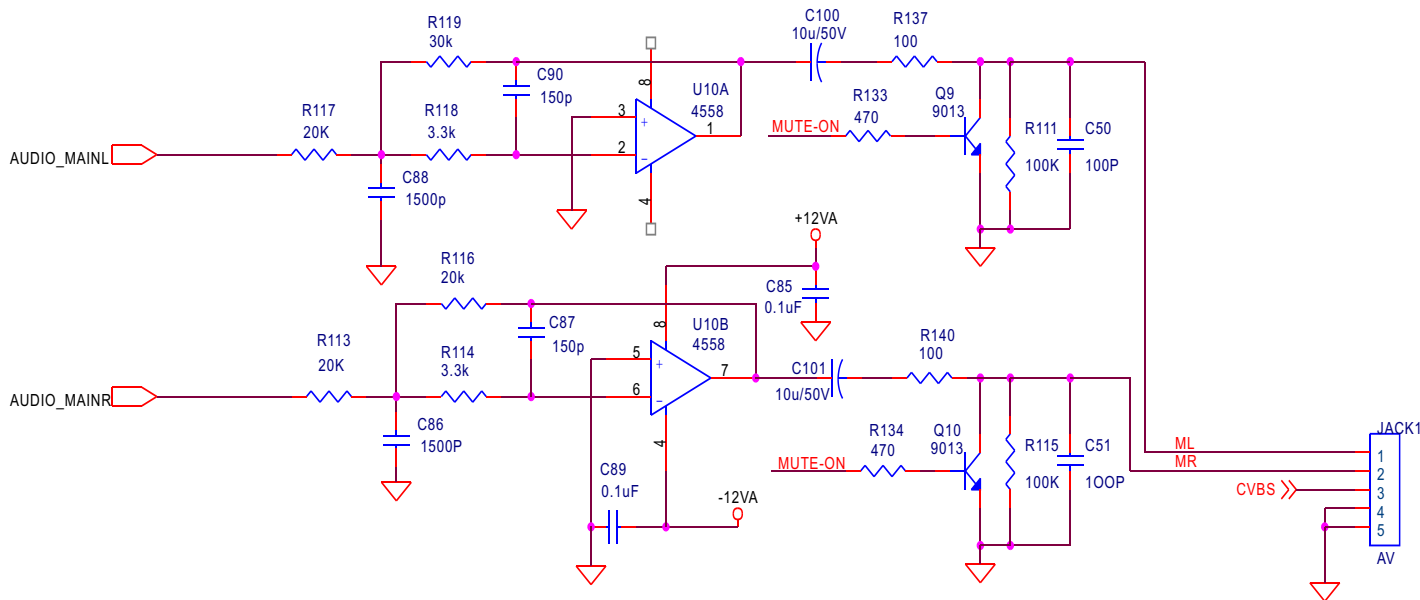 C100
10u/50V
R137
100
R119
30k
C90
150p
8
U10A
4558
R117
20K
R118
3.3k
3
+
1
2
-
4
MUTE-ON
R133
470
Q9
9013
R111
100K
C50
100P
AUDIO_MAINL
C88
1500p
+12VA
R116
20k
C85
0.1uF
C87
150p
8
U10B
4558
R113
20K
R114
3.3k
5
+
7
6
-
4
C101
10u/50V
R140
100
AUDIO_MAINR
C86
1500P
MUTE-ON
R134
470
Q10
9013
R115
100K
C51
1OOP
C89
0.1uF
-12VA
JACK1
ML
1
MR
2
CVBS
3
4
5
AV